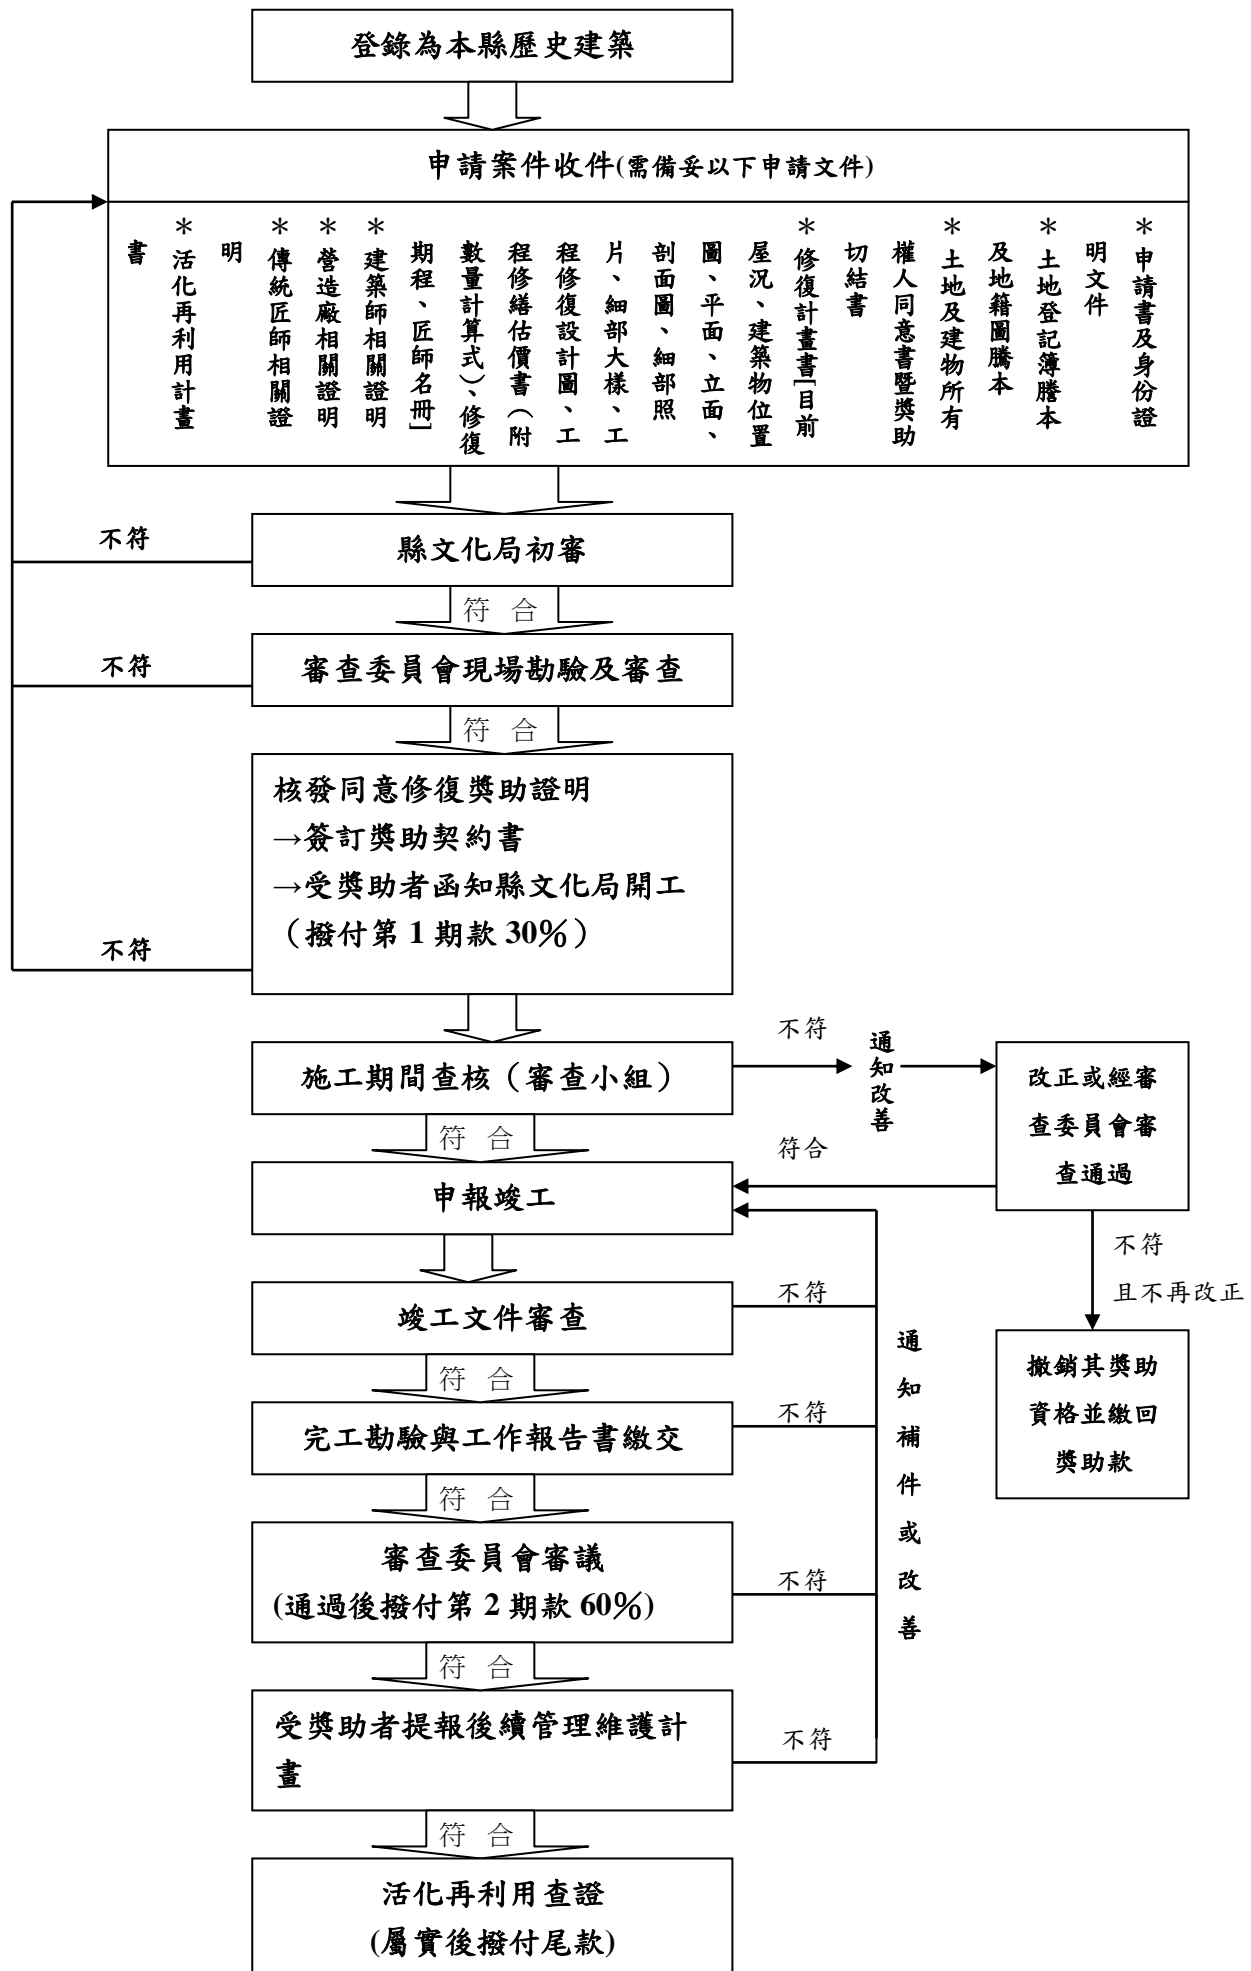 登錄為本縣歷史建築
申請案件收件(需備妥以下申請文件)
＊申請書及身份證
明文件
＊土地登記簿謄本
及地籍圖騰本
＊土地及建物所有
權人同意書暨獎助
切結書
＊修復計畫書[目前
屋況、建築物位置
圖、平面、立面、
剖面圖、細部照
片、細部大樣、工
程修復設計圖、工
程修繕估價書（附
數量計算式）、修復
期程、匠師名冊]
＊建築師相關證明
＊營造廠相關證明
＊傳統匠師相關證
明
＊活化再利用計畫
書
不符
縣文化局初審
符 合
不符
審查委員會現場勘驗及審查
符 合
核發同意修復獎助證明
→簽訂獎助契約書
→受獎助者函知縣文化局開工
（撥付第 1 期款 30%）
不符
施工期間查核（審查小組）
不符
通知改善
改正或經審
查委員會審
查通過
符 合
符合
申報竣工
不符
且不再改正
撤銷其獎助
資格並繳回
獎助款
竣工文件審查
不符
符 合
通知補件或改善
完工勘驗與工作報告書繳交
不符
符 合
審查委員會審議
(通過後撥付第 2 期款 60%)
不符
符 合
受獎助者提報後續管理維護計
畫
不符
符 合
活化再利用查證
(屬實後撥付尾款)